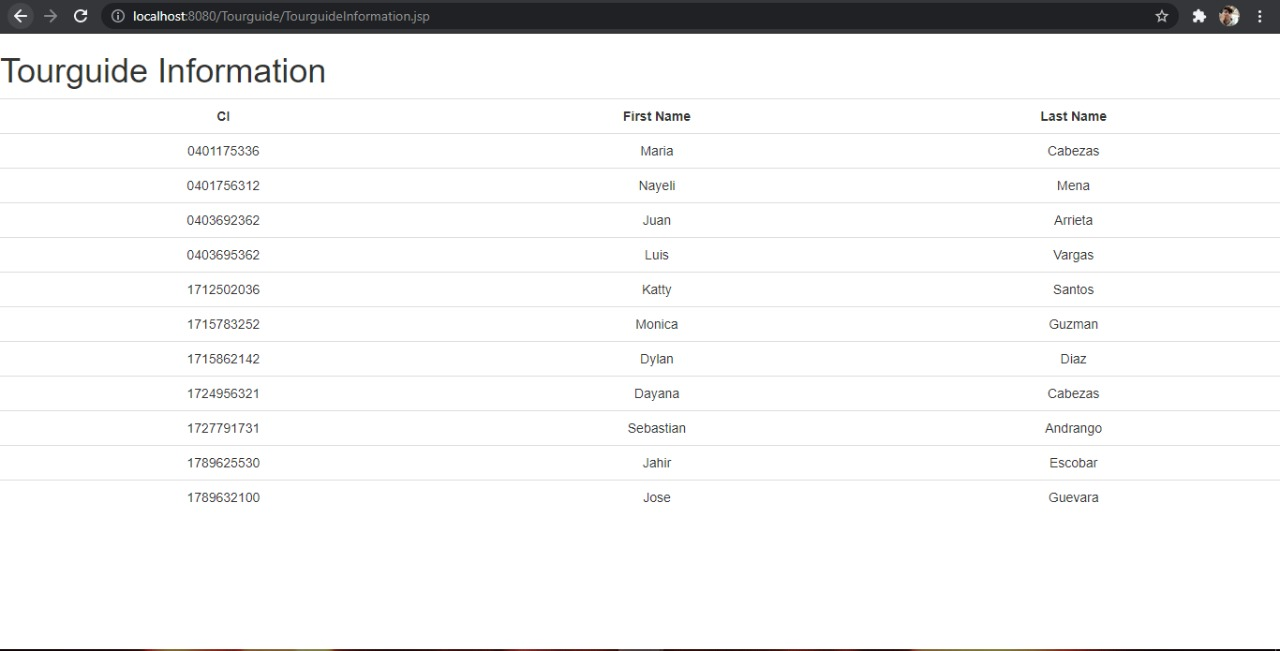 localhost:8080/Tourguide/TourguideInformation.jsp
Tourguide Information
CI First Name Last Name
0401175336 Maria Cabezas
0401756312 Nayeli Mena
0403692362 Juan Arrieta
0403695362 Luis Vargas
1712502036 Katty Santos
1715783252 Monica Guzman
1715862142 Dylan Diaz
1724956321 Dayana Cabezas
1727791731 Sebastian Andrango
1789625530 Jahir Escobar
1789632100 Jose Guevara